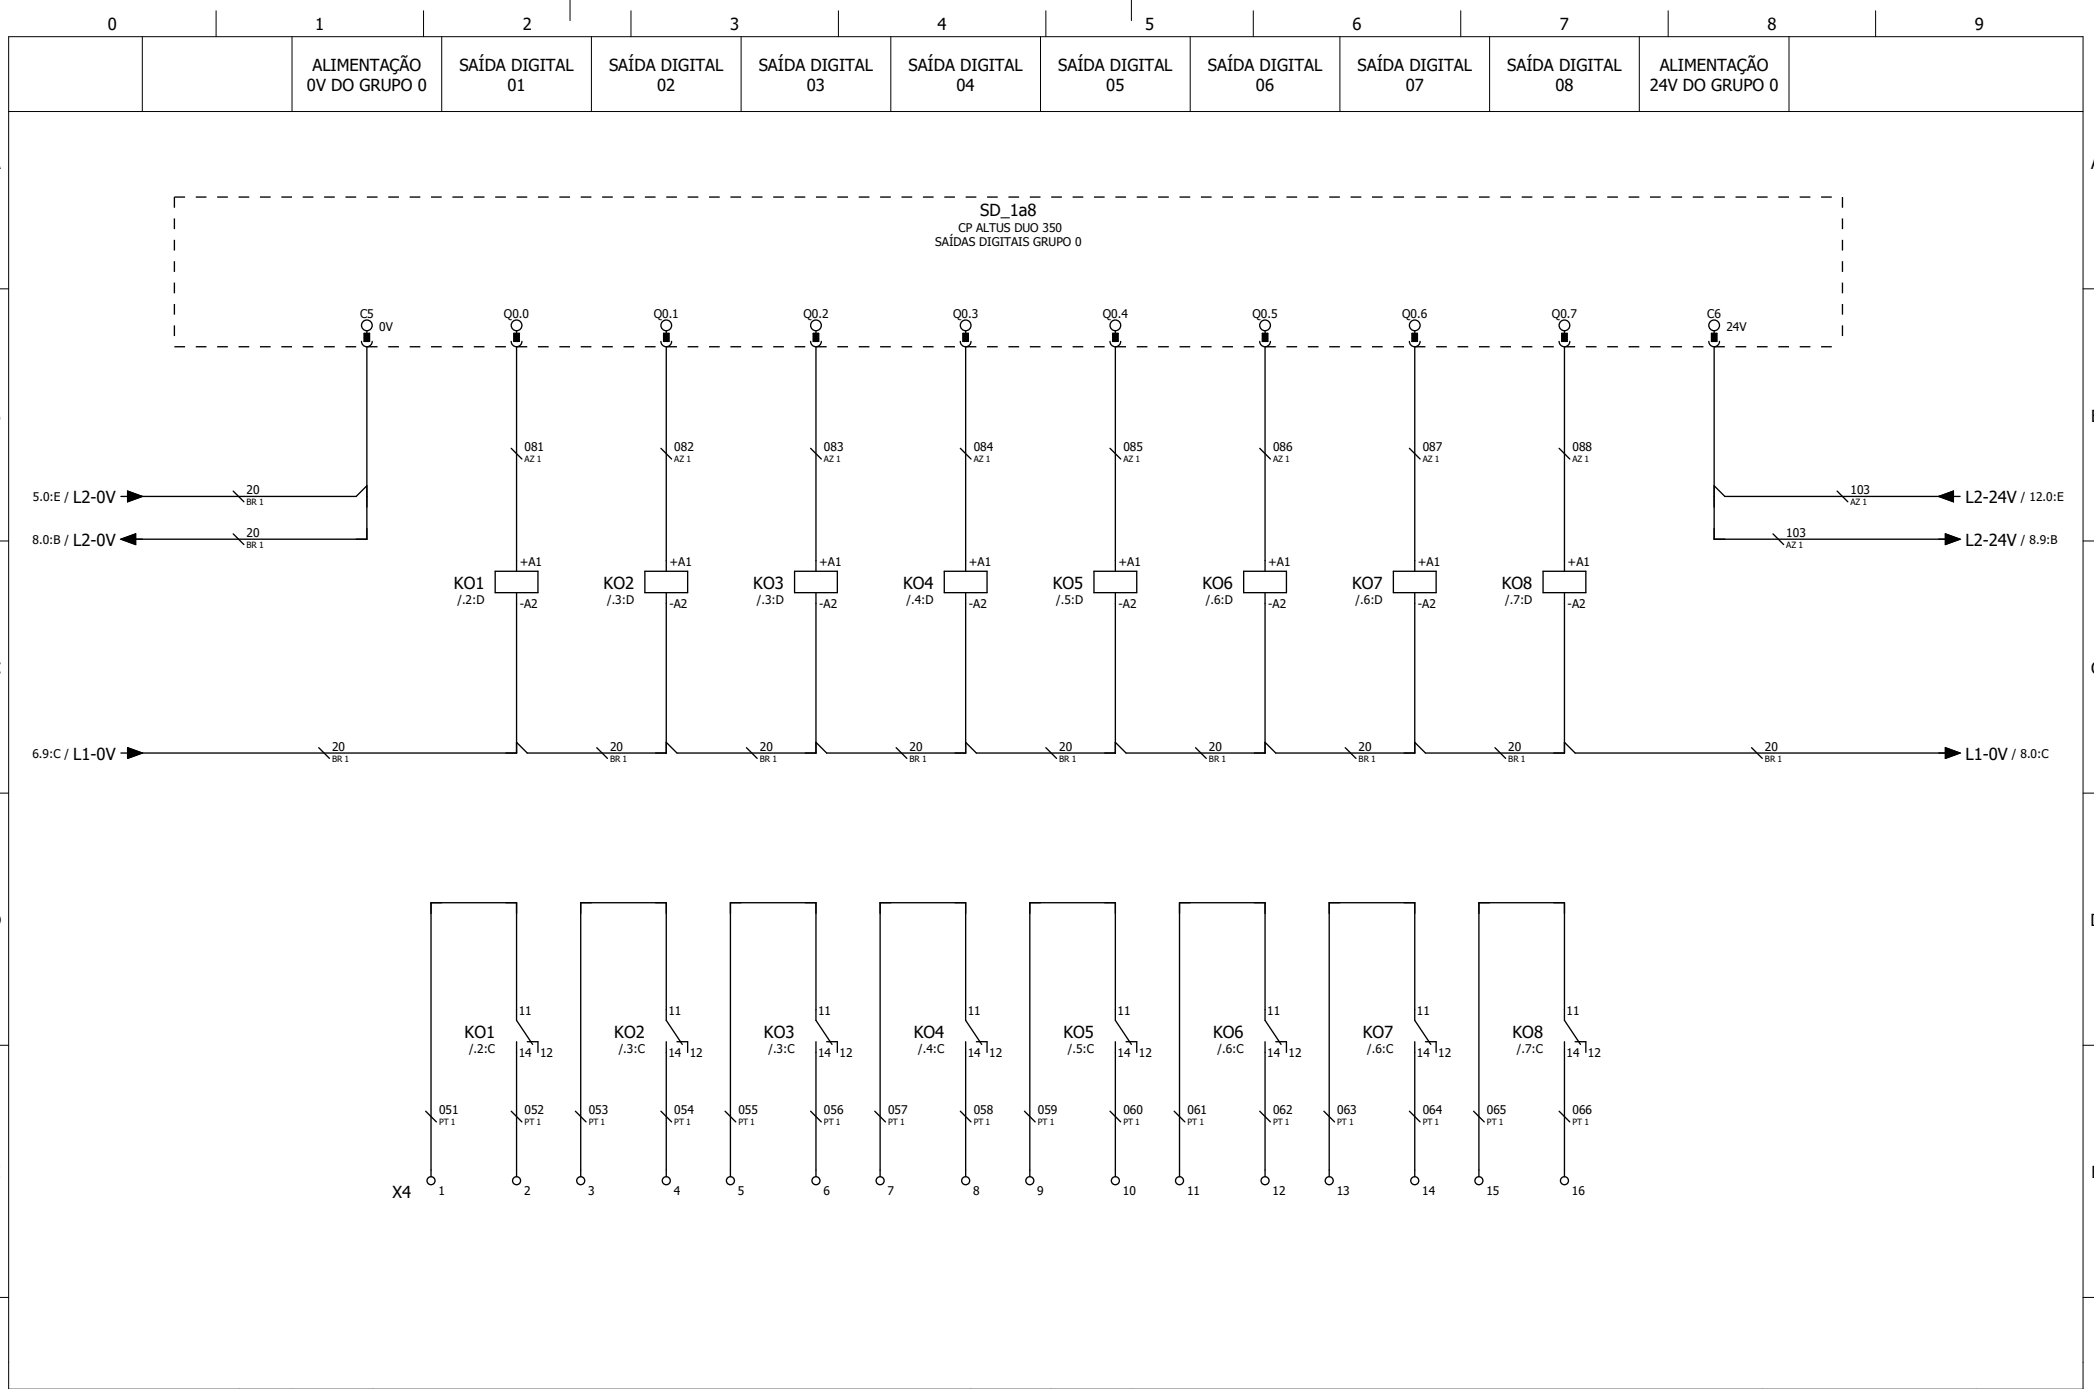 0 1 2 3 4 5 6 7 8 9
ALIMENTAÇÃO SAÍDA DIGITAL SAÍDA DIGITAL SAÍDA DIGITAL SAÍDA DIGITAL SAÍDA DIGITAL SAÍDA DIGITAL SAÍDA DIGITAL SAÍDA DIGITAL ALIMENTAÇÃO
0V DO GRUPO 0 01 02 03 04 05 06 07 08 24V DO GRUPO 0
SD_1a8
CP ALTUS DUO 350
SAÍDAS DIGITAIS GRUPO 0
C5 Q0.0 Q0.1 Q0.2 Q0.3 Q0.4 Q0.5 Q0.6 Q0.7 C6
0V 24V
081 082 083 084 085 086 087 088
AZ 1 AZ 1 AZ 1 AZ 1 AZ 1 AZ 1 AZ 1 AZ 1
5.0:E / L2-0V 20 103 L2-24V / 12.0:E
BR 1 AZ 1
8.0:B / L2-0V 20 103 L2-24V / 8.9:B
BR 1 AZ 1
+A1 +A1 +A1 +A1 +A1 +A1 +A1 +A1
KO1 KO2 KO3 KO4 KO5 KO6 KO7 KO8
/.2:D /.3:D /.3:D /.4:D /.5:D /.6:D /.6:D /.7:D
-A2 -A2 -A2 -A2 -A2 -A2 -A2 -A2
6.9:C / L1-0V 20 20 20 20 20 20 20 20 20 L1-0V / 8.0:C
BR 1 BR 1 BR 1 BR 1 BR 1 BR 1 BR 1 BR 1 BR 1
11 11 11 11 11 11 11 11
KO1 KO2 KO3 KO4 KO5 KO6 KO7 KO8
/.2:C /.3:C /.3:C /.4:C /.5:C /.6:C /.6:C /.7:C
14 12 14 12 14 12 14 12 14 12 14 12 14 12 14 12
051 052 053 054 055 056 057 058 059 060 061 062 063 064 065 066
PT 1 PT 1 PT 1 PT 1 PT 1 PT 1 PT 1 PT 1 PT 1 PT 1 PT 1 PT 1 PT 1 PT 1 PT 1 PT 1
X4 1 2 3 4 5 6 7 8 9 10 11 12 13 14 15 16